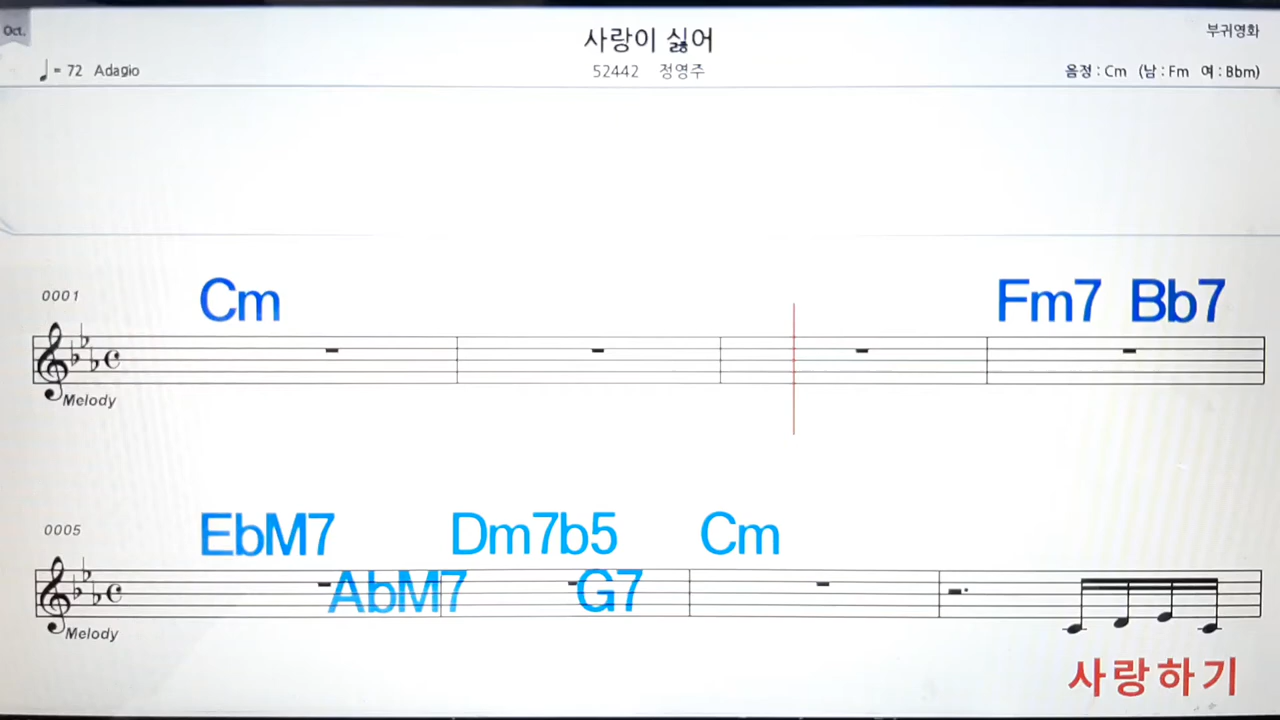 Oct.
사랑이 싫어
부귀영화
♩= 72 Adagio
52442 정영주
음정 : Cm (남 : Fm 여 : Bbm)
0001
Cm
Fm7 Bb7
Melody
0005
EbM7 Dm7b5 Cm
AbM7 G7
Melody
사랑하기